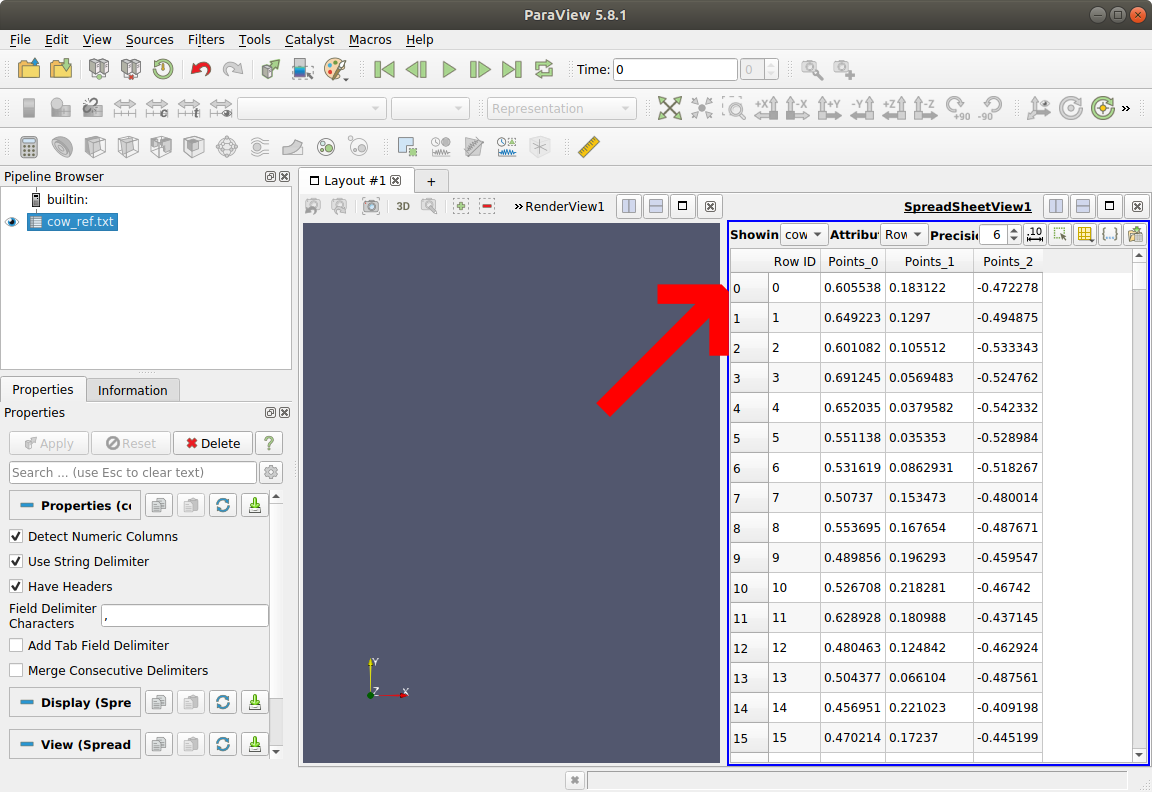 ParaView 5.8.1
File Edit View Sources Filters Tools Catalyst Macros Help
Time: 0 0
Representation +X -X +Y -Y +Z -Z +90 -90 »
Pipeline Browser
builtin:
cow_ref.txt
Properties Information
Properties
Apply Reset Delete ?
Search ... (use Esc to clear text)
Properties (co
Detect Numeric Columns
Use String Delimiter
Have Headers
Field Delimiter
Characters ,
Add Tab Field Delimiter
Merge Consecutive Delimiters
Display (Spre
View (Spread
Layout #1 +
3D »RenderView1
Y
Z X
SpreadSheetView1
Showin cow Attribut Row Precisio 6 .10
Row ID Points_0 Points_1 Points_2
0 0 0.605538 0.183122 -0.472278
1 1 0.649223 0.1297 -0.494875
2 2 0.601082 0.105512 -0.533343
3 3 0.691245 0.0569483 -0.524762
4 4 0.652035 0.0379582 -0.542332
5 5 0.551138 0.035353 -0.528984
6 6 0.531619 0.0862931 -0.518267
7 7 0.50737 0.153473 -0.480014
8 8 0.553695 0.167654 -0.487671
9 9 0.489856 0.196293 -0.459547
10 10 0.526708 0.218281 -0.46742
11 11 0.628928 0.180988 -0.437145
12 12 0.480463 0.124842 -0.462924
13 13 0.504377 0.066104 -0.487561
14 14 0.456951 0.221023 -0.409198
15 15 0.470214 0.17237 -0.445199